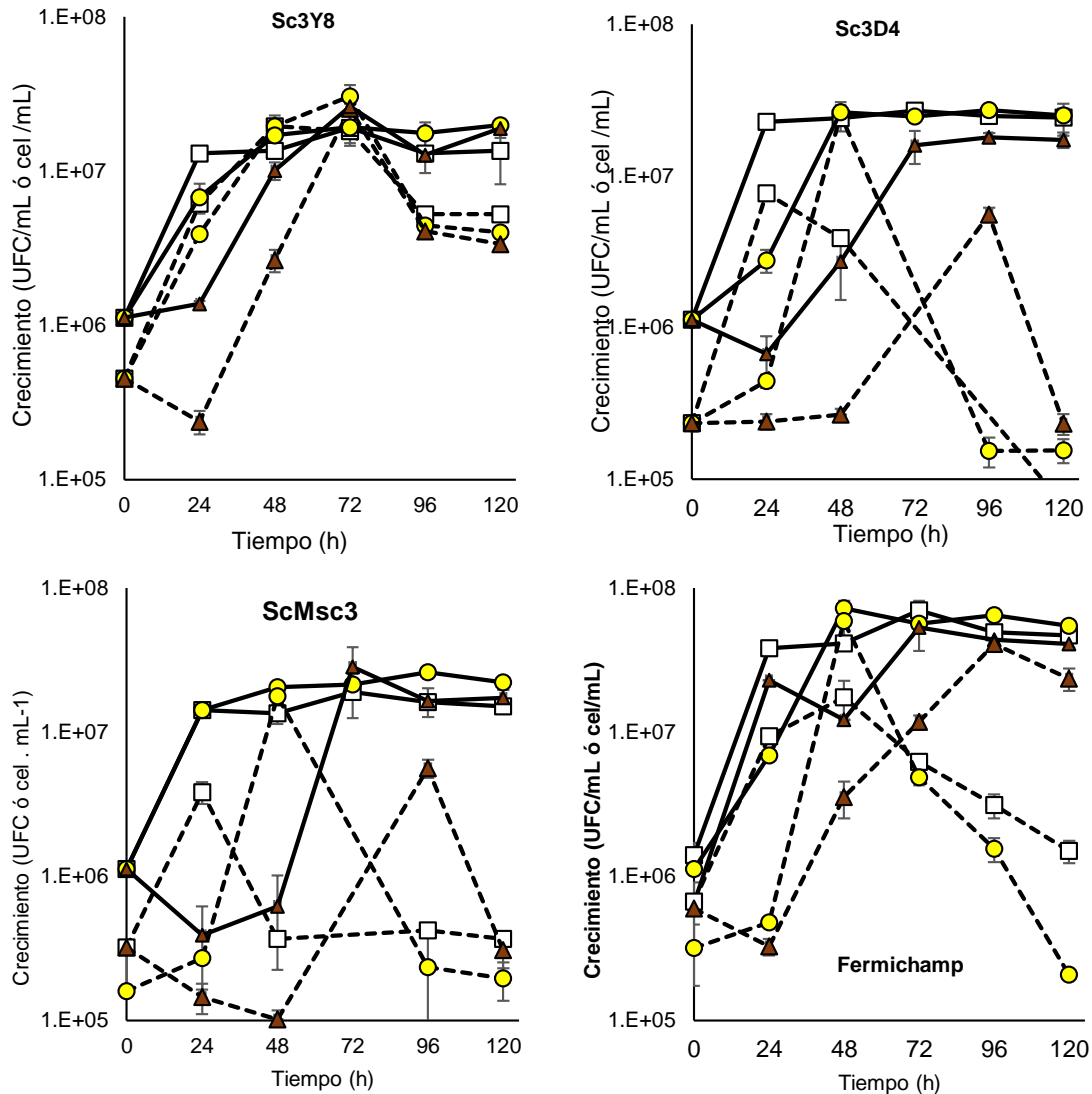 Sc3Y8
Crecimiento (UFC/mL ó cel /mL)
1.E+08
1.E+07
1.E+06
1.E+05
0 24 48 72 96 120
Tiempo (h)
Sc3D4
Crecimiento (UFC/mL ó cel /mL)
1.E+08
1.E+07
1.E+06
1.E+05
0 24 48 72 96 120
Tiempo (h)
ScMsc3
Crecimiento (UFC ó cel . mL-1)
1.E+08
1.E+07
1.E+06
1.E+05
0 24 48 72 96 120
Tiempo (h)
Crecimiento (UFC/mL ó cel/mL)
1.E+08
1.E+07
1.E+06
1.E+05
Fermichamp
0 24 48 72 96 120
Tiempo (h)